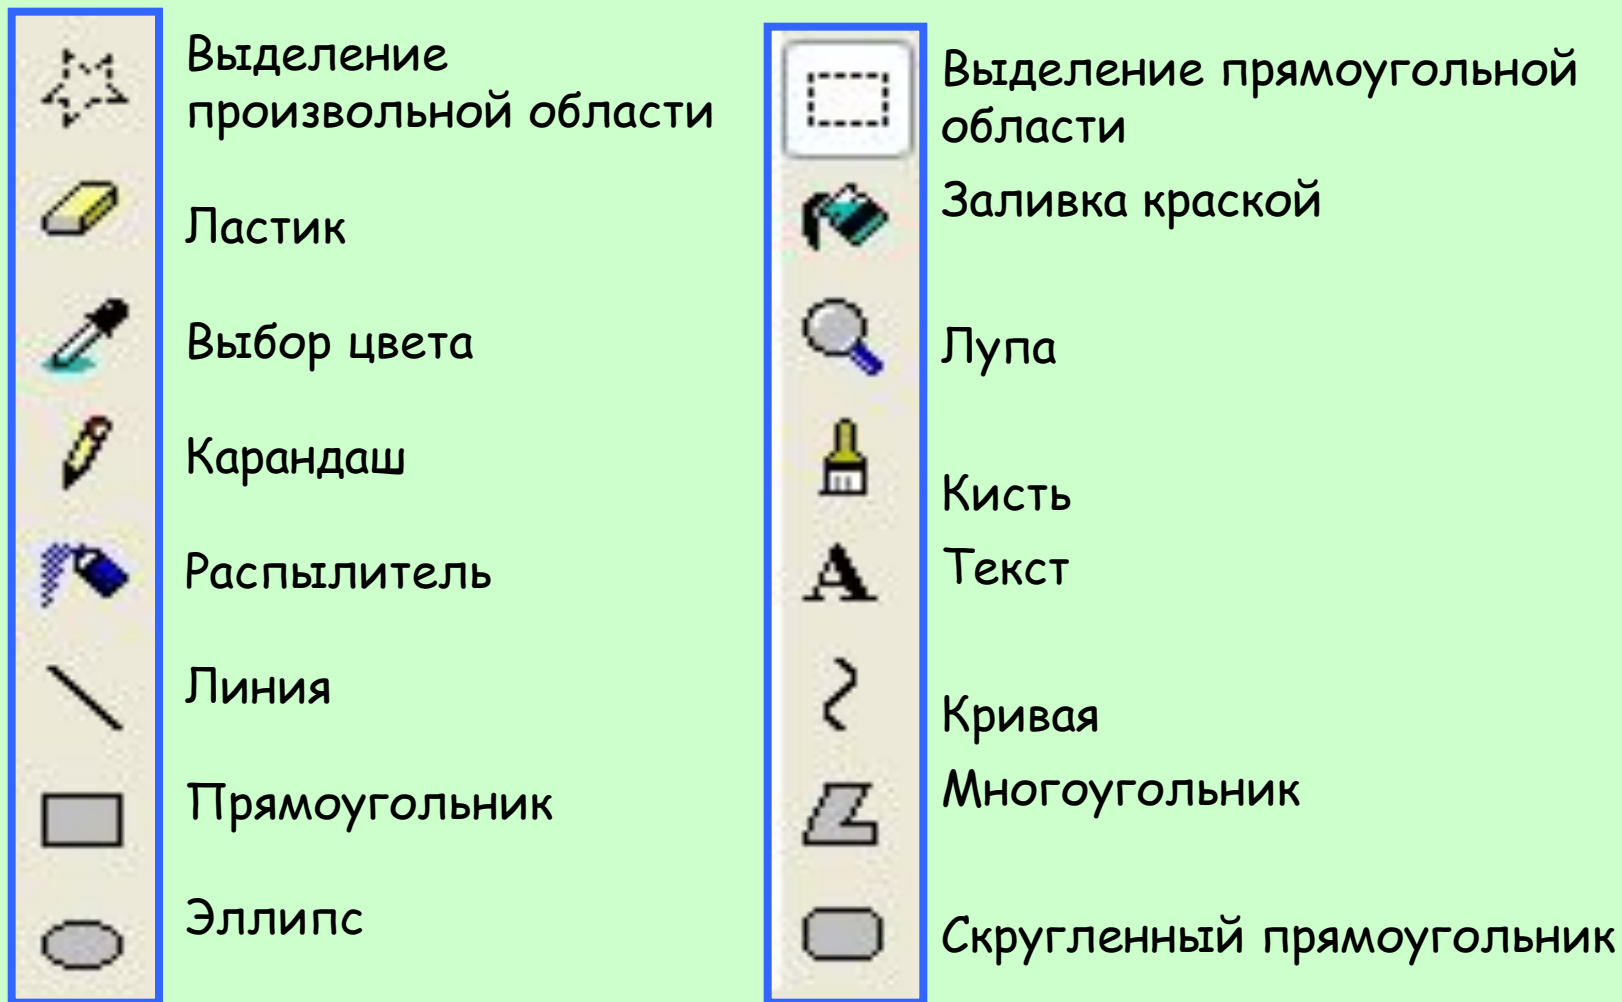 Выделение
произвольной области
Ластик
Выбор цвета
Карандаш
Распылитель
Линия
Прямоугольник
Эллипс
Выделение прямоугольной
области
Заливка краской
Лупа
Кисть
A
Текст
Кривая
Многоугольник
Скругленный прямоугольник